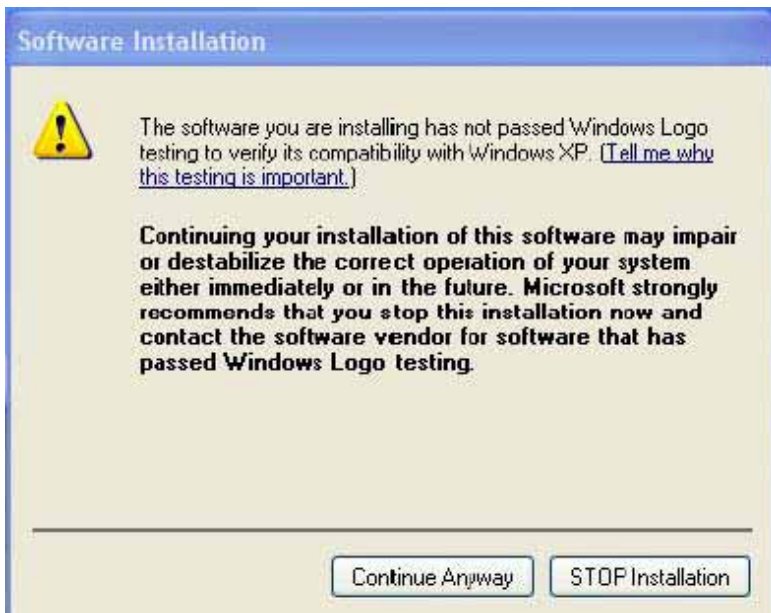 Software Installation
The software you are installing has not passed Windows Logo
testing to verify its compatibility with Windows XP. (Tell me why
this testing is important.)
Continuing your installation of this software may impair
or destabilize the correct operation of your system
either immediately or in the future. Microsoft strongly
recommends that you stop this installation now and
contact the software vendor for software that has
passed Windows Logo testing.
Continue Anyway
STOP Installation